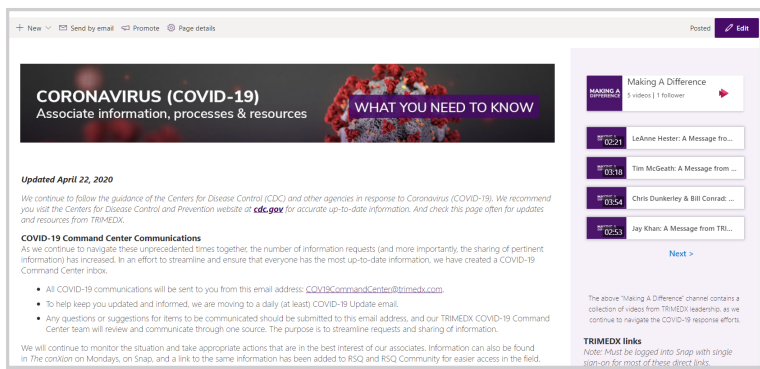 + New Send by email Promote Page details Posted Edit
CORONAVIRUS (COVID-19)
Associate information, processes & resources
WHAT YOU NEED TO KNOW
Updated April 22, 2020
We continue to follow the guidance of the Centers for Disease Control (CDC) and other agencies in response to Coronavirus (COVID-19). We recommend
you visit the Centers for Disease Control and Prevention website at cdc.gov for accurate up-to-date information. And check this page often for updates
and resources from TRIMEDX.
COVID-19 Command Center Communications
As we continue to navigate these unprecedented times together, the number of information requests (and more importantly, the sharing of pertinent
information) has increased. In an effort to streamline and ensure that everyone has the most up-to-date information, we have created a COVID-19
Command Center inbox.
• All COVID-19 communications will be sent to you from this email address: COV19CommandCenter@trimedx.com.
• To help keep you updated and informed, we are moving to a daily (at least) COVID-19 Update email.
• Any questions or suggestions for items to be communicated should be submitted to this email address, and our TRIMEDX COVID-19 Command
Center team will review and communicate through one source. The purpose is to streamline requests and sharing of information.
We will continue to monitor the situation and take appropriate actions that are in the best interest of our associates. Information can also be found
in The conXion on Mondays, on Snap, and a link to the same information has been added to RSQ and RSQ Community for easier access in the field.
MAKING A
DIFFERENCE
Making A Difference
5 videos | 1 follower
02:21 LeAnne Hester: A Message fro...
03:18 Tim McGeath: A Message from ...
03:54 Chris Dunkerley & Bill Conrad: ...
02:53 Jay Khan: A Message from TRI...
Next >
The above "Making A Difference" channel contains a
collection of videos from TRIMEDX leadership, as we
continue to navigate the COVID-19 response efforts.
TRIMEDX links
Note: Must be logged into Snap with single
sign-on for most of these direct links.